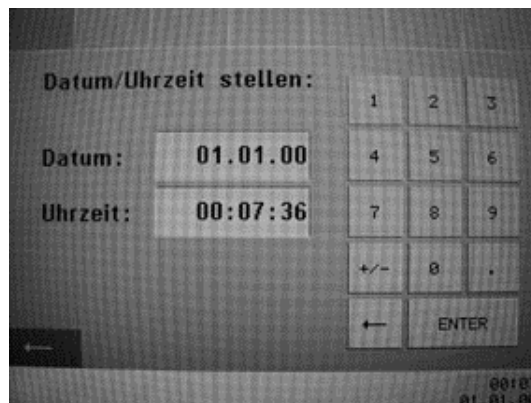 Datum/Uhrzeit stellen:
1 2 3
Datum: 01.01.00
4 5 6
Uhrzeit: 00:07:36
7 8 9
+/- 0 .
← ENTER
←